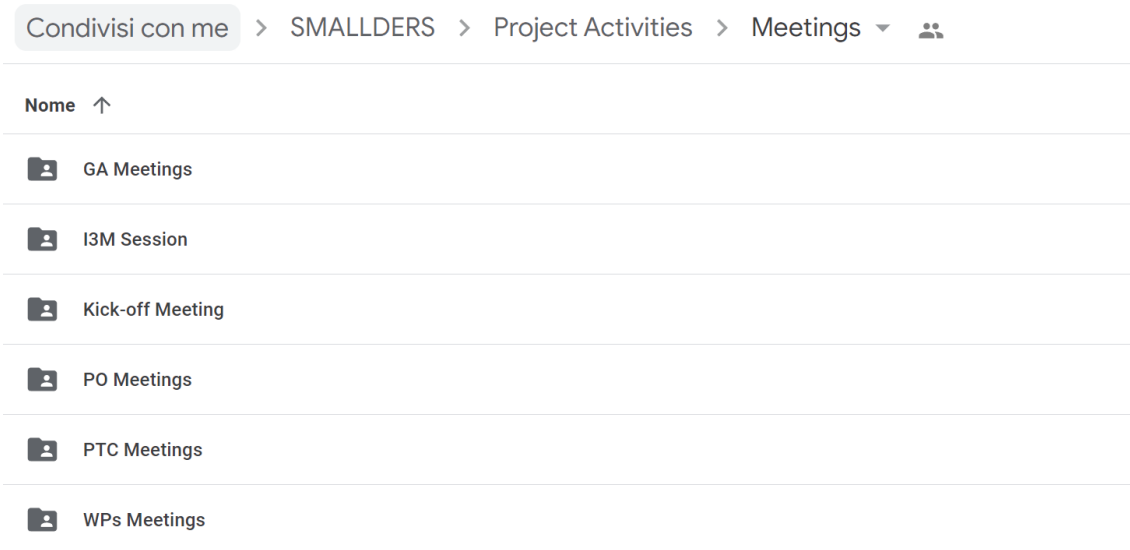 Condivisi con me > SMALLDERS > Project Activities > Meetings
Nome ↑
GA Meetings
I3M Session
Kick-off Meeting
PO Meetings
PTC Meetings
WPs Meetings